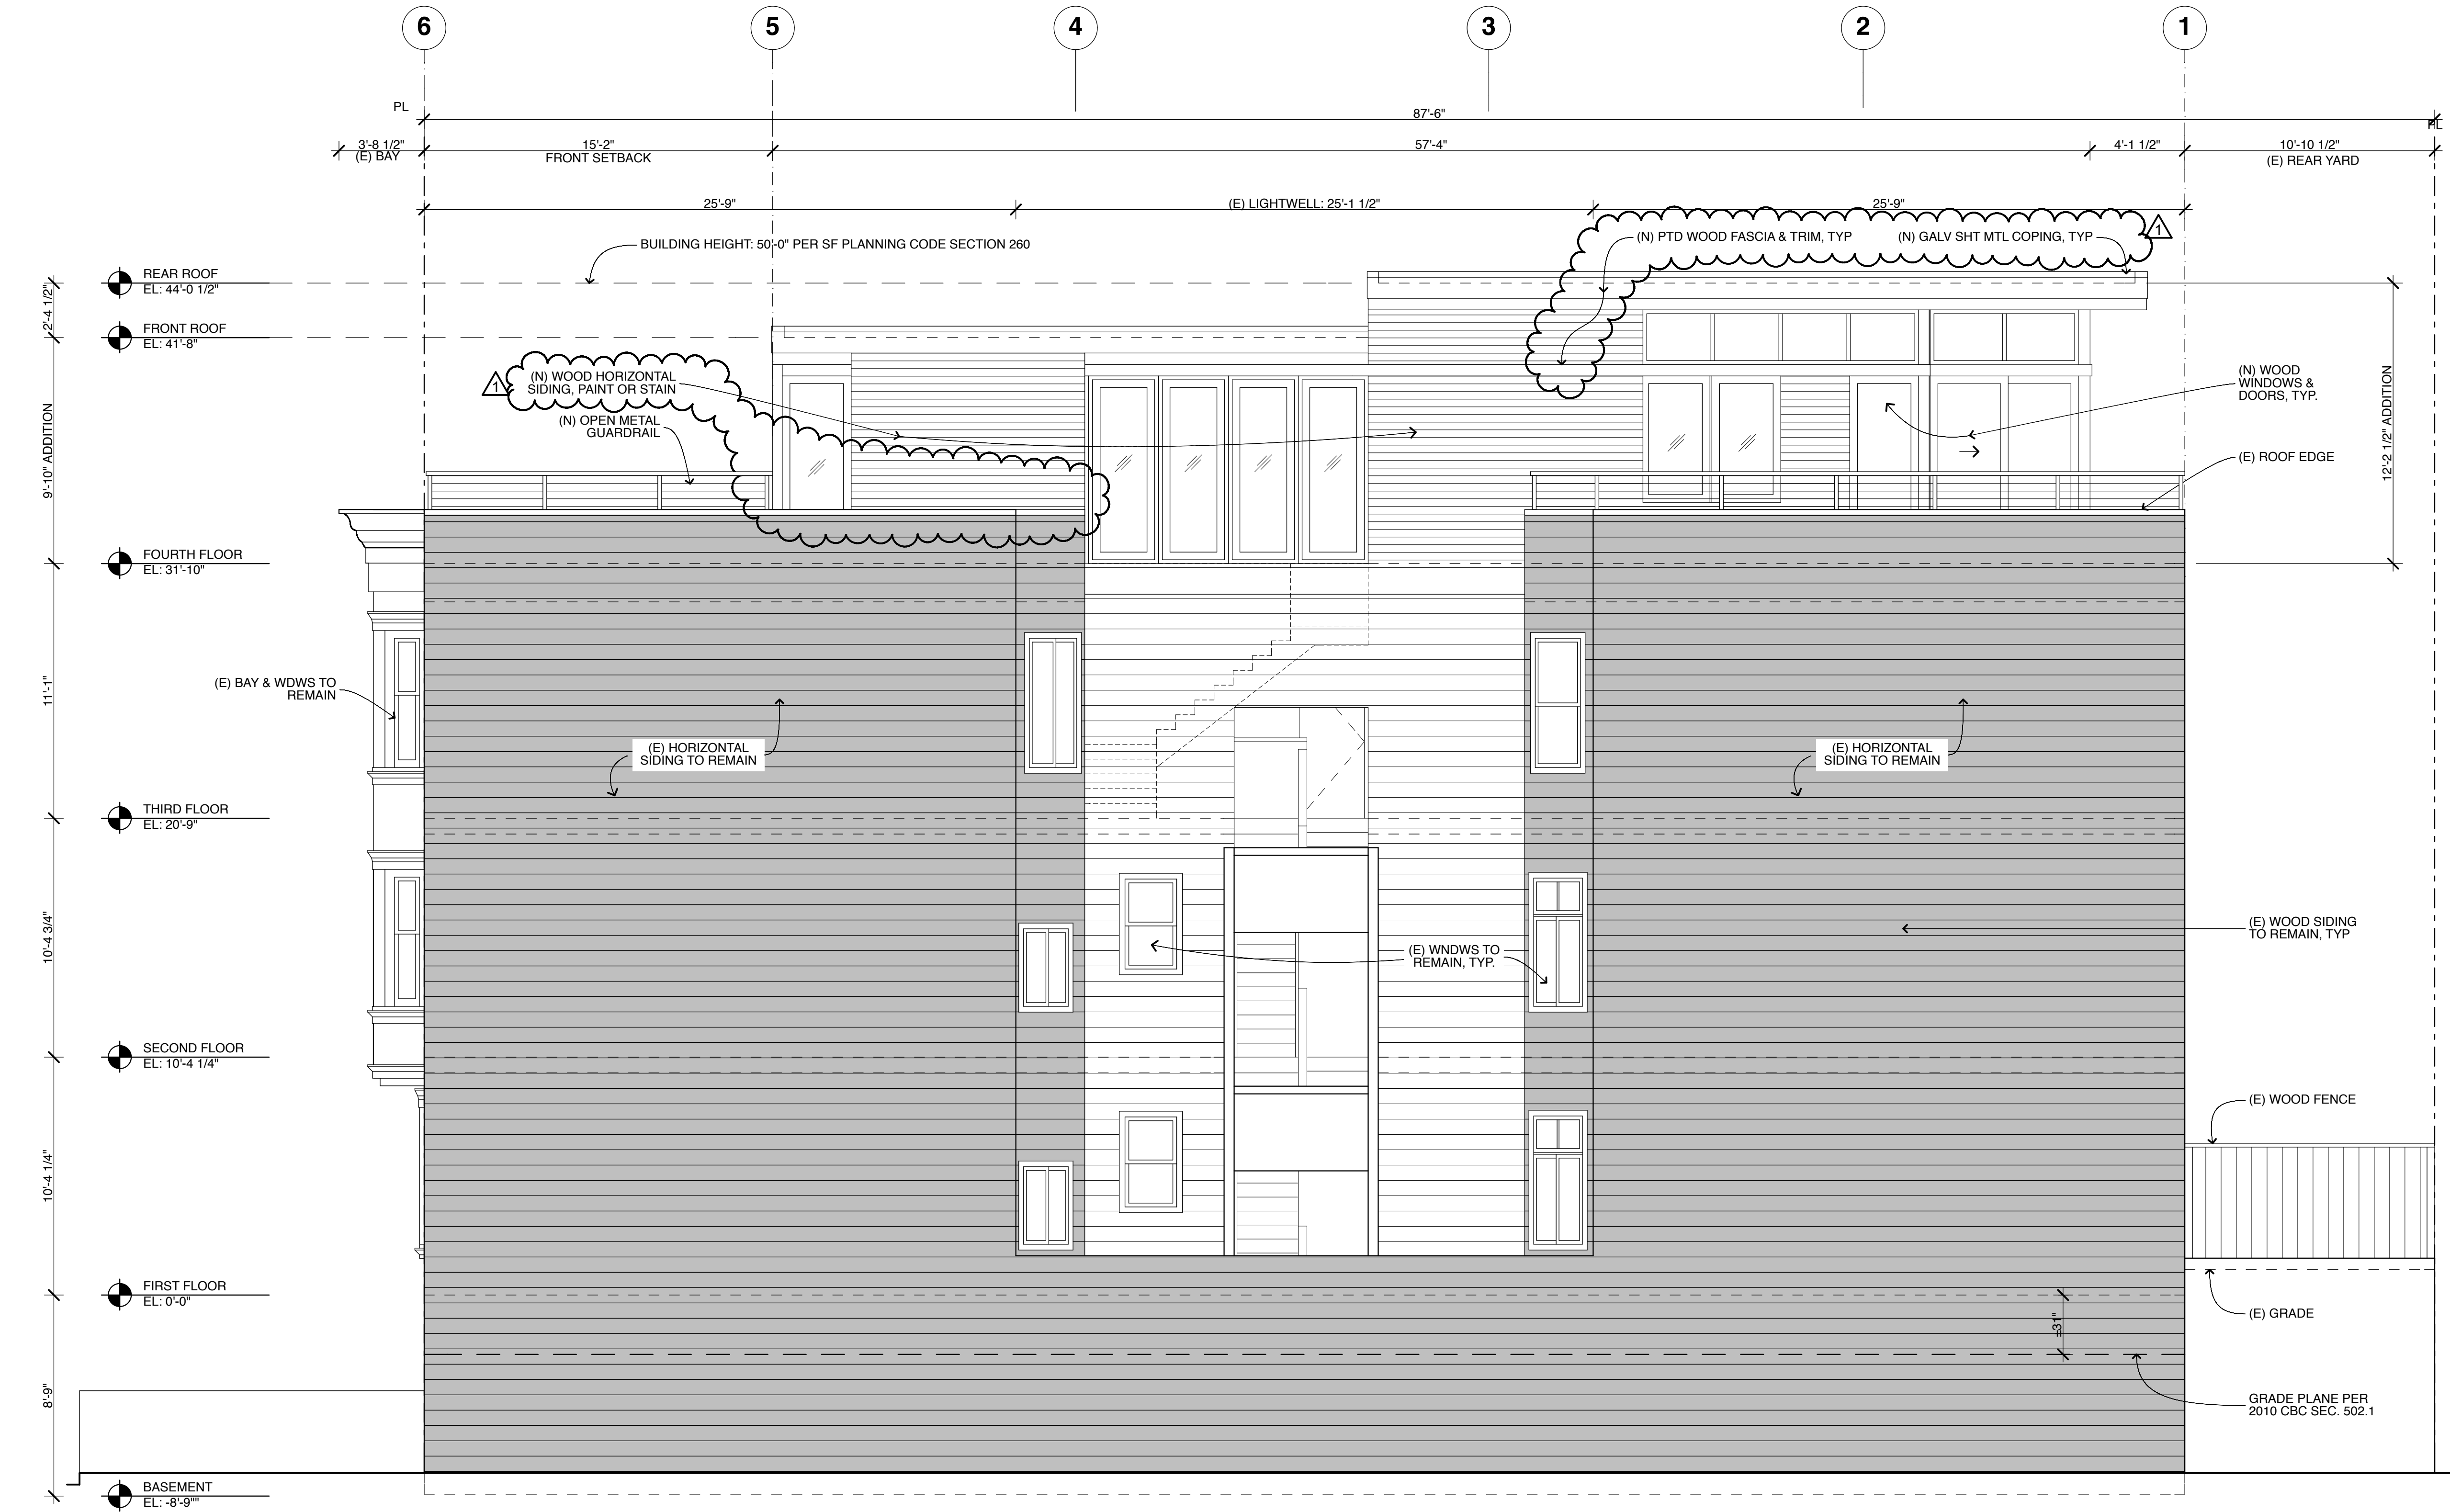 6 5 4 3 2 1
PL
87'-6"
PL
3'-8 1/2"
(E) BAY
15'-2"
FRONT SETBACK
57'-4"
4'-1 1/2"
10'-10 1/2"
(E) REAR YARD
25'-9"
(E) LIGHTWELL: 25'-1 1/2"
25'-9"
BUILDING HEIGHT: 50'-0" PER SF PLANNING CODE SECTION 260
(N) PTD WOOD FASCIA & TRIM, TYP
(N) GALV SHT MTL COPING, TYP
1
REAR ROOF
EL: 44'-0 1/2"
2'-4 1/2"
FRONT ROOF
EL: 41'-8"
1
(N) WOOD HORIZONTAL
SIDING, PAINT OR STAIN
(N) OPEN METAL
GUARDRAIL
(N) WOOD
WINDOWS &
DOORS, TYP.
9'-10" ADDITION
12'-2 1/2" ADDITION
(E) ROOF EDGE
FOURTH FLOOR
EL: 31'-10"
11'-1"
(E) BAY & WDWS TO
REMAIN
(E) HORIZONTAL
SIDING TO REMAIN
(E) HORIZONTAL
SIDING TO REMAIN
THIRD FLOOR
EL: 20'-9"
10'-4 3/4"
(E) WNDWS TO
REMAIN, TYP.
(E) WOOD SIDING
TO REMAIN, TYP
SECOND FLOOR
EL: 10'-4 1/4"
10'-4 1/4"
(E) WOOD FENCE
FIRST FLOOR
EL: 0'-0"
±31"
(E) GRADE
8'-9"
GRADE PLANE PER
2010 CBC SEC. 502.1
BASEMENT
EL: -8'-9""